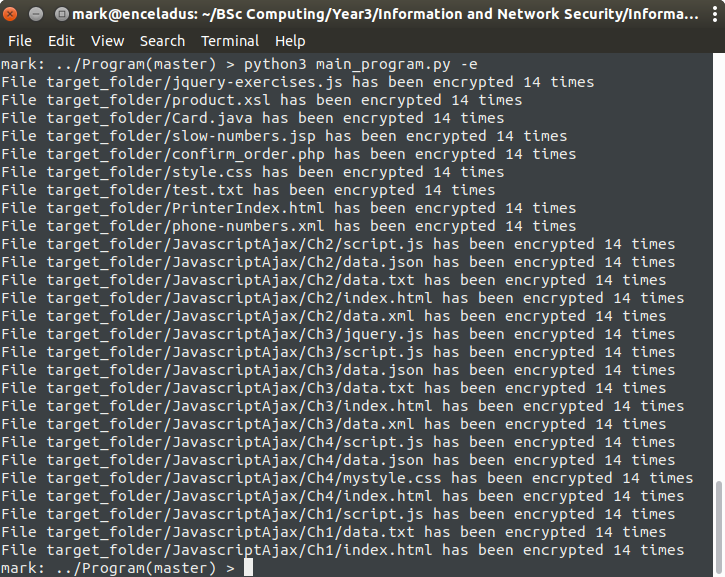 mark@enceladus: ~/BSc Computing/Year3/Information and Network Security/Informa...
File Edit View Search Terminal Help
mark: ../Program(master) > python3 main_program.py -e
File target_folder/jquery-exercises.js has been encrypted 14 times
File target_folder/product.xsl has been encrypted 14 times
File target_folder/Card.java has been encrypted 14 times
File target_folder/slow-numbers.jsp has been encrypted 14 times
File target_folder/confirm_order.php has been encrypted 14 times
File target_folder/style.css has been encrypted 14 times
File target_folder/test.txt has been encrypted 14 times
File target_folder/PrinterIndex.html has been encrypted 14 times
File target_folder/phone-numbers.xml has been encrypted 14 times
File target_folder/JavascriptAjax/Ch2/script.js has been encrypted 14 times
File target_folder/JavascriptAjax/Ch2/data.json has been encrypted 14 times
File target_folder/JavascriptAjax/Ch2/data.txt has been encrypted 14 times
File target_folder/JavascriptAjax/Ch2/index.html has been encrypted 14 times
File target_folder/JavascriptAjax/Ch2/data.xml has been encrypted 14 times
File target_folder/JavascriptAjax/Ch3/jquery.js has been encrypted 14 times
File target_folder/JavascriptAjax/Ch3/script.js has been encrypted 14 times
File target_folder/JavascriptAjax/Ch3/data.json has been encrypted 14 times
File target_folder/JavascriptAjax/Ch3/data.txt has been encrypted 14 times
File target_folder/JavascriptAjax/Ch3/index.html has been encrypted 14 times
File target_folder/JavascriptAjax/Ch3/data.xml has been encrypted 14 times
File target_folder/JavascriptAjax/Ch4/script.js has been encrypted 14 times
File target_folder/JavascriptAjax/Ch4/data.json has been encrypted 14 times
File target_folder/JavascriptAjax/Ch4/mystyle.css has been encrypted 14 times
File target_folder/JavascriptAjax/Ch4/index.html has been encrypted 14 times
File target_folder/JavascriptAjax/Ch1/script.js has been encrypted 14 times
File target_folder/JavascriptAjax/Ch1/data.txt has been encrypted 14 times
File target_folder/JavascriptAjax/Ch1/index.html has been encrypted 14 times
mark: ../Program(master) >